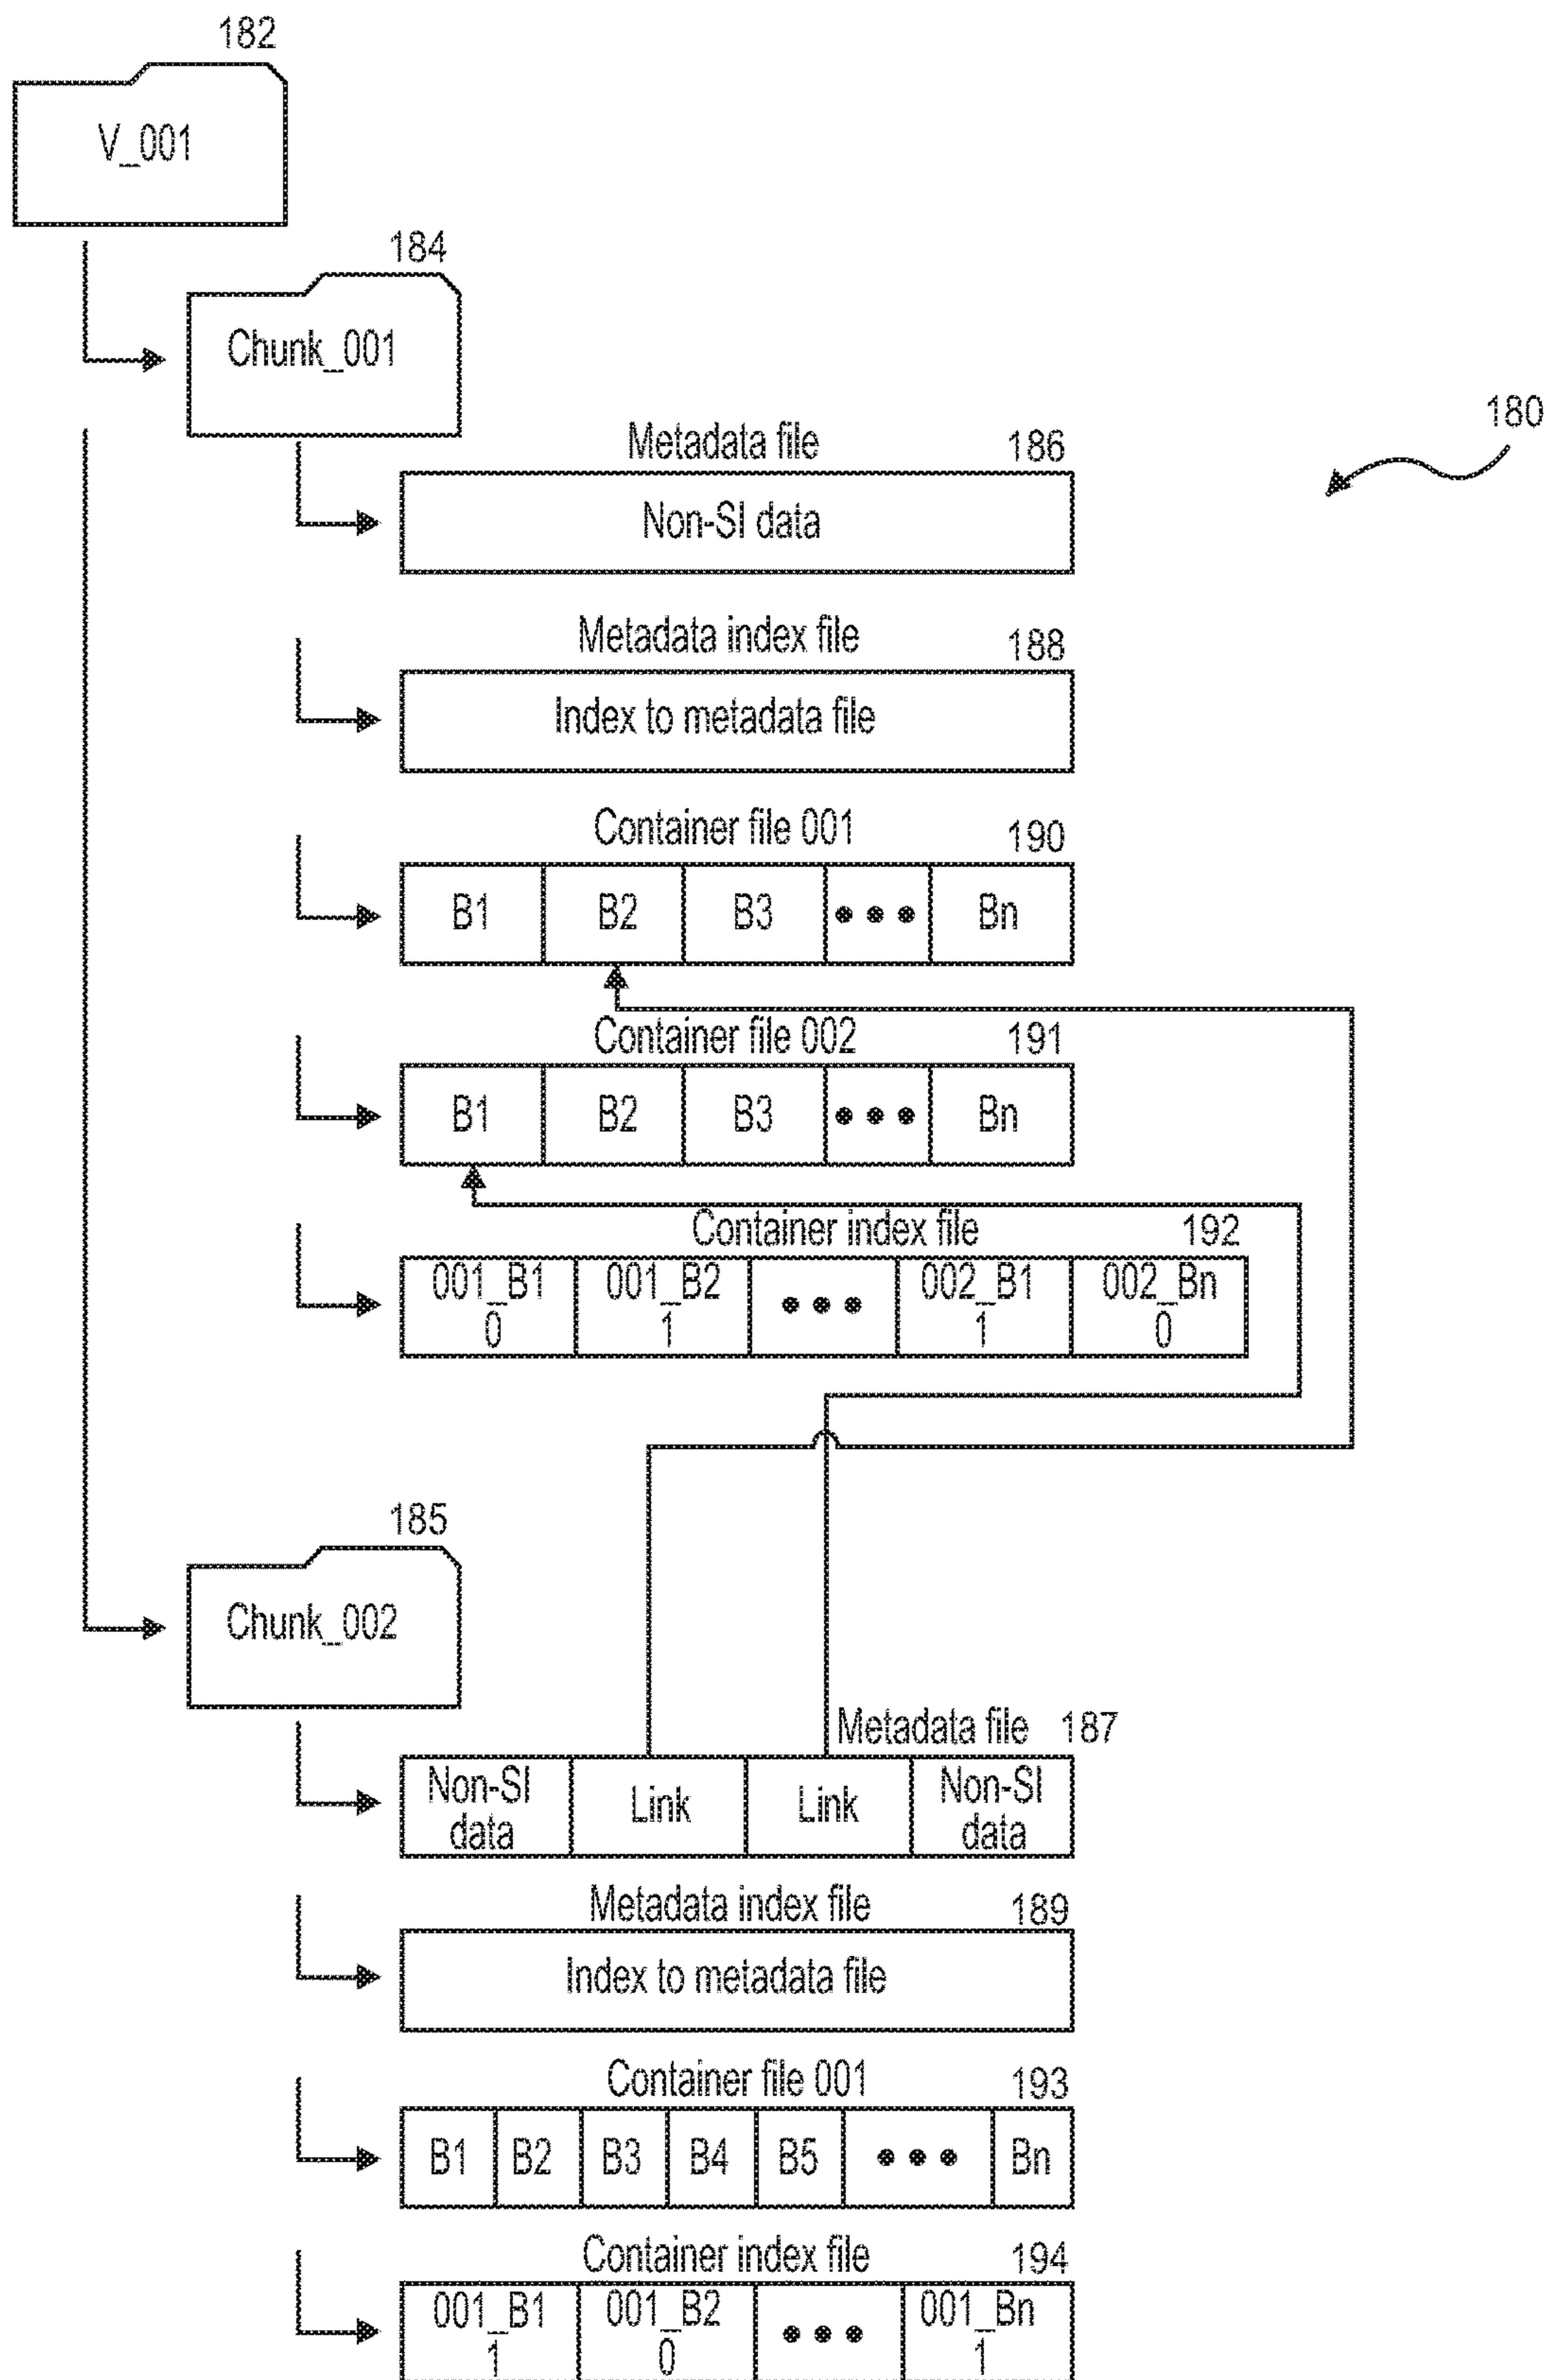 182
V_001
184
Chunk_001
180
Metadata file 186
Non-SI data
Metadata index file 188
Index to metadata file
Container file 001 190
B1 B2 B3 ••• Bn
Container file 002 191
B1 B2 B3 ••• Bn
Container index file 192
001_B1 001_B2 ••• 002_B1 002_Bn
0 1 1 0
185
Chunk_002
Metadata file 187
Non-SI Link Link Non-SI
data data
Metadata index file 189
Index to metadata file
Container file 001 193
B1 B2 B3 B4 B5 ••• Bn
Container index file 194
001_B1 001_B2 ••• 001_Bn
1 0 1